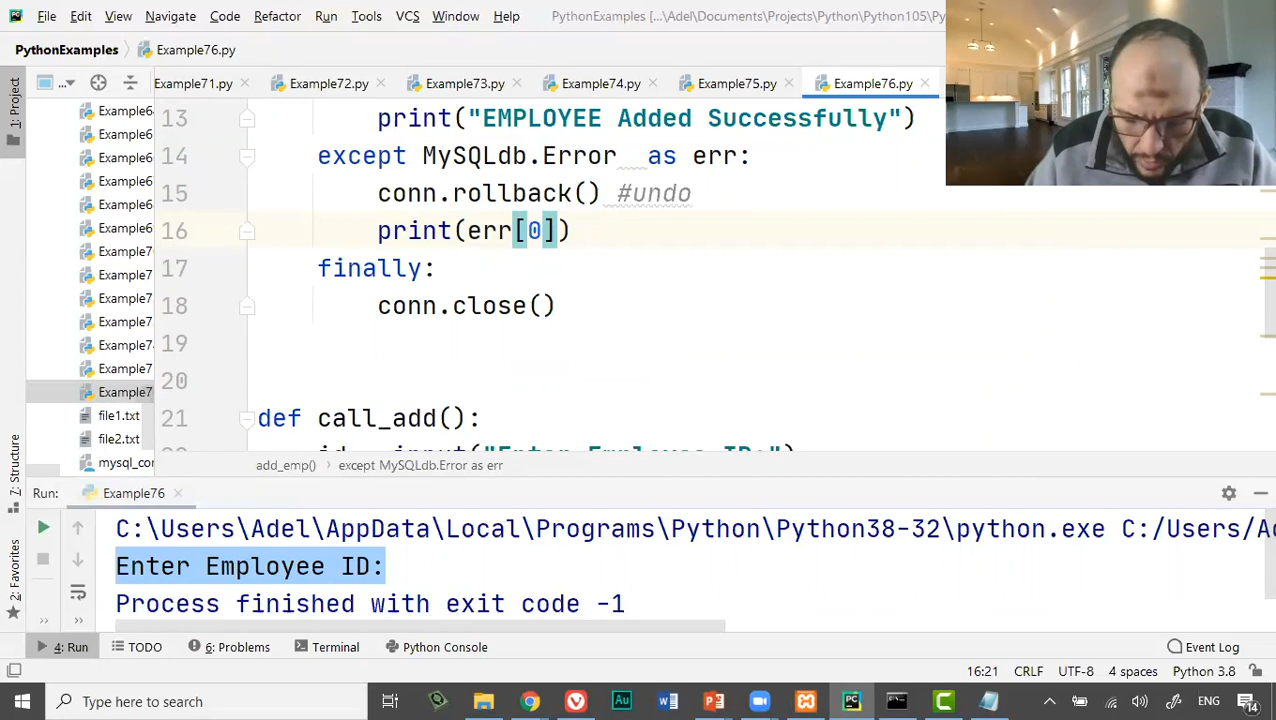 File Edit View Navigate Code Refactor Run Tools VCS Window Help PythonExamples [...\Adel\Documents\Projects\Python\Python105\Py
PythonExamples Example76.py
1: Project
... Example71.py Example72.py Example73.py Example74.py Example75.py Example76.py
Example6
Example6
Example6
Example6
Example6
Example6
Example7
Example7
Example7
Example7
Example7
Example7
Example7
file1.txt
file2.txt
mysql_cor
13 print("EMPLOYEE Added Successfully")
14 except MySQLdb.Error as err:
15 conn.rollback() #undo
16 print(err[0])
17 finally:
18 conn.close()
19
20
21 def call_add():
add_emp() except MySQLdb.Error as err
Z: Structure
2: Favorites
Run: Example76
C:\Users\Adel\AppData\Local\Programs\Python\Python38-32\python.exe C:/Users/Ad
Enter Employee ID:
Process finished with exit code -1
4: Run TODO 6: Problems Terminal Python Console Event Log
16:21 CRLF UTF-8 4 spaces Python 3.8
Type here to search
ENG
14